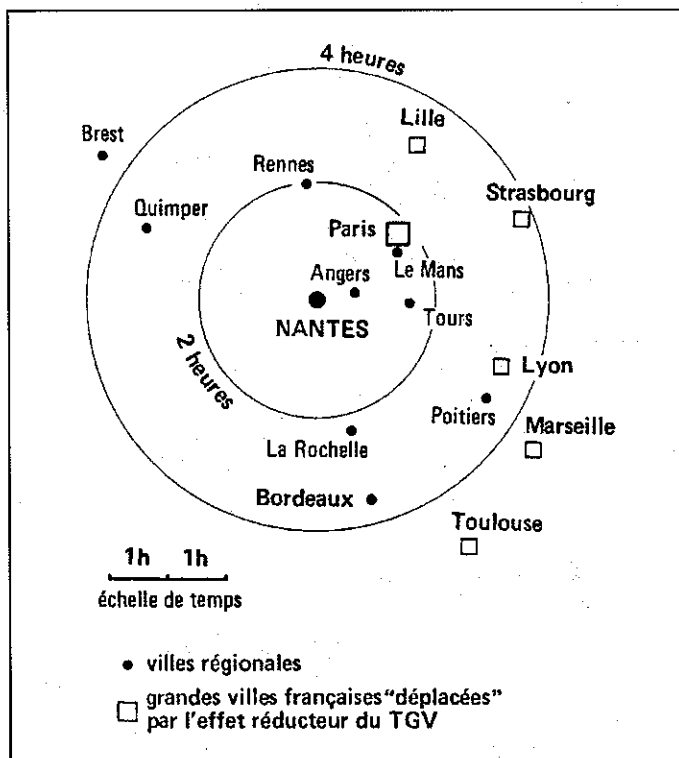 4 heures
Lille
Brest
Rennes
Strasbourg
Quimper
Paris
Angers
Le Mans
NANTES
Tours
2 heures
Lyon
Poitiers
La Rochelle
Marseille
Bordeaux
Toulouse
1h 1h
échelle de temps
villes régionales
grandes villes françaises "déplacées"
par l'effet réducteur du TGV